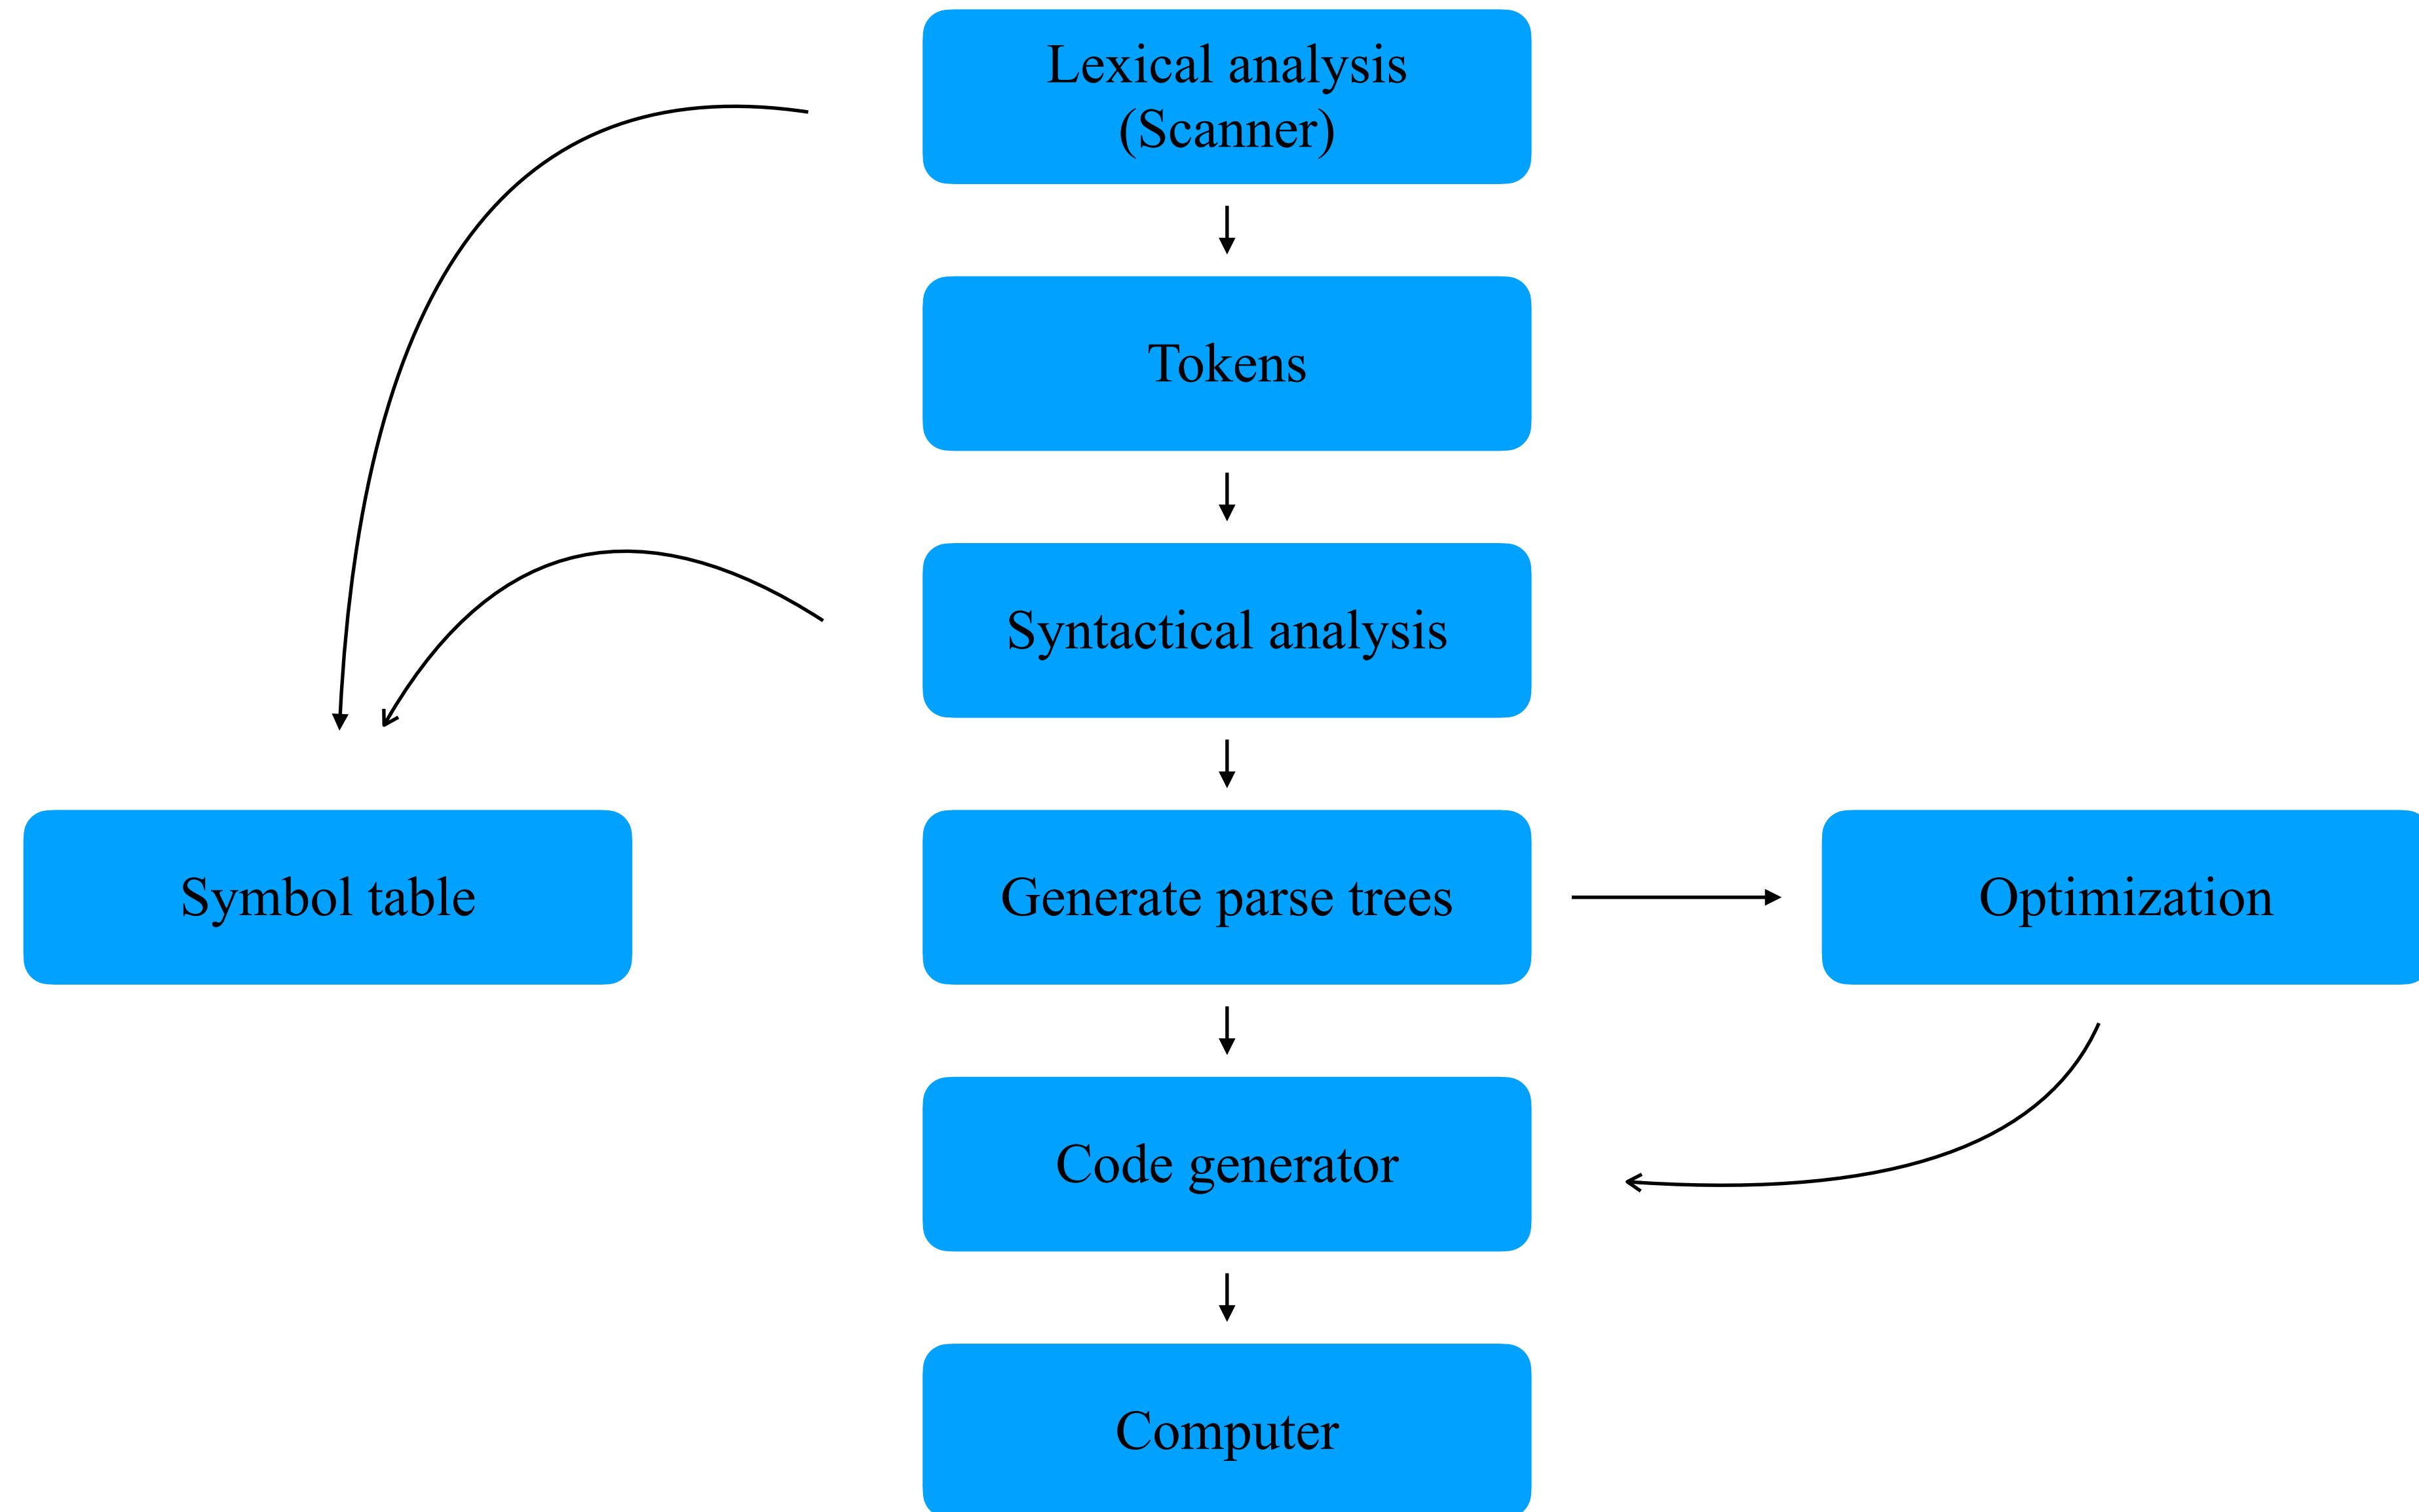 Lexical analysis
(Scanner)
Tokens
Syntactical analysis
Symbol table
Generate parse trees
Optimization
Code generator
Computer